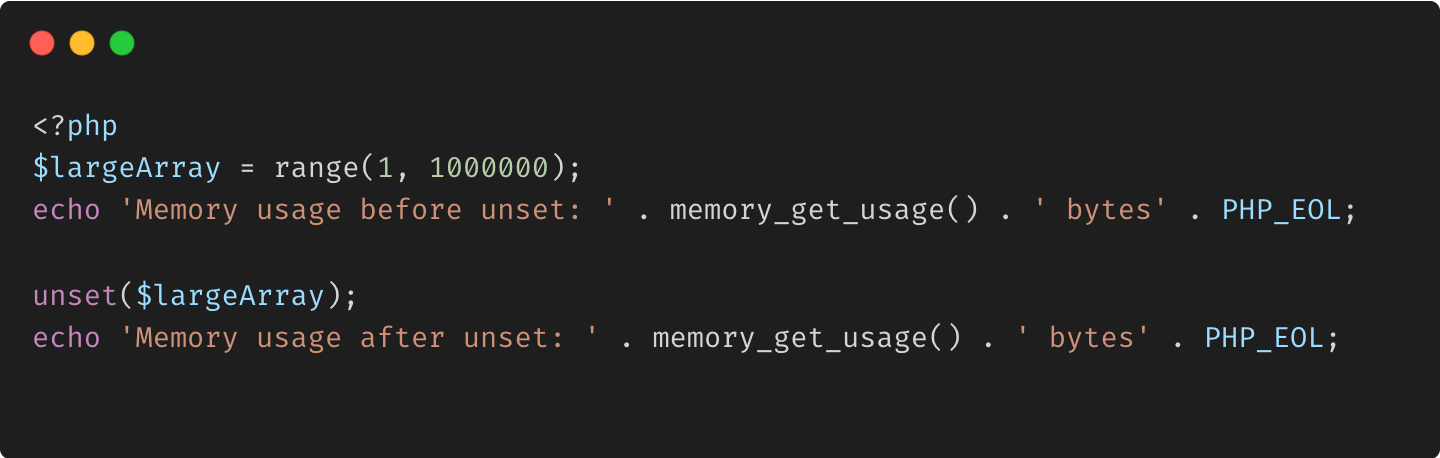 <?php
$largeArray = range(1, 1000000);
echo 'Memory usage before unset: ' . memory_get_usage() . ' bytes' . PHP_EOL;
unset($largeArray);
echo 'Memory usage after unset: ' . memory_get_usage() . ' bytes' . PHP_EOL;